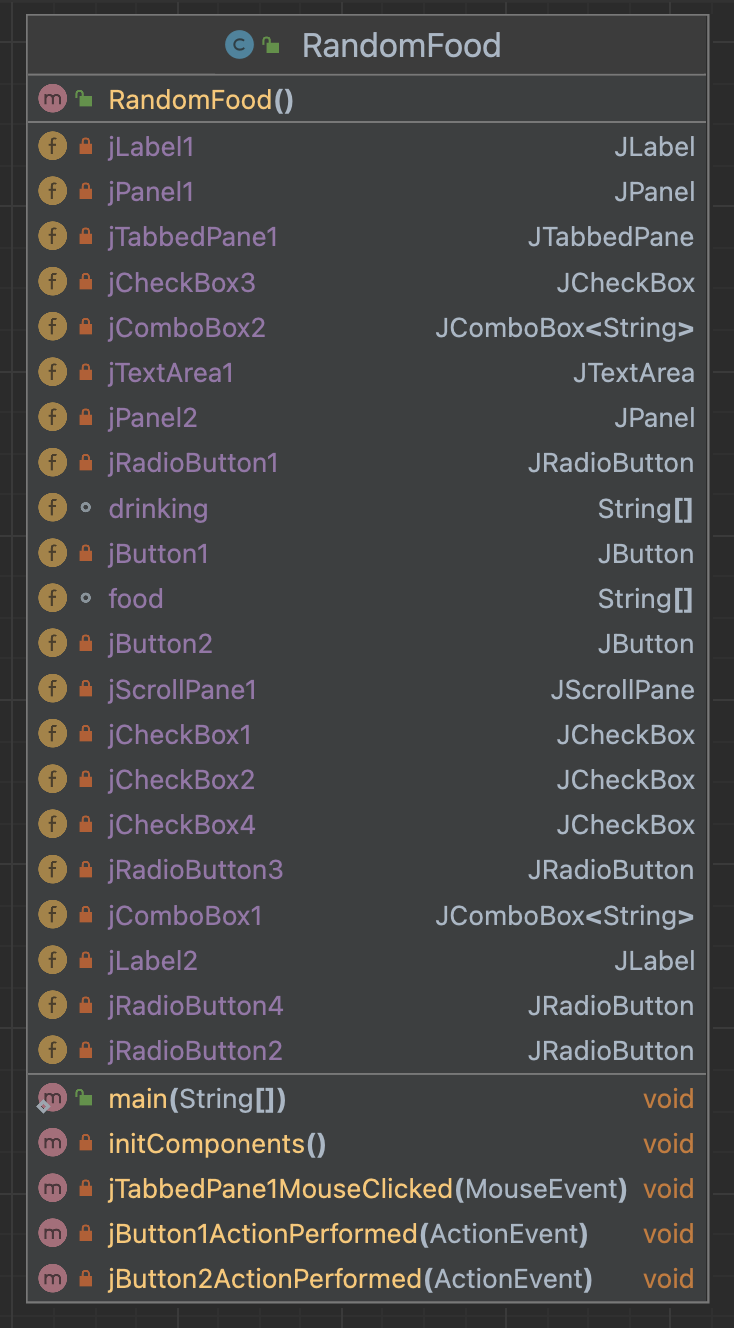 C RandomFood
m RandomFood()
f jLabel1 JLabel
f jPanel1 JPanel
f jTabbedPane1 JTabbedPane
f jCheckBox3 JCheckBox
f jComboBox2 JComboBox<String>
f jTextArea1 JTextArea
f jPanel2 JPanel
f jRadioButton1 JRadioButton
f drinking String[]
f jButton1 JButton
f food String[]
f jButton2 JButton
f jScrollPane1 JScrollPane
f jCheckBox1 JCheckBox
f jCheckBox2 JCheckBox
f jCheckBox4 JCheckBox
f jRadioButton3 JRadioButton
f jComboBox1 JComboBox<String>
f jLabel2 JLabel
f jRadioButton4 JRadioButton
f jRadioButton2 JRadioButton
m main(String[]) void
m initComponents() void
m jTabbedPane1MouseClicked(MouseEvent) void
m jButton1ActionPerformed(ActionEvent) void
m jButton2ActionPerformed(ActionEvent) void